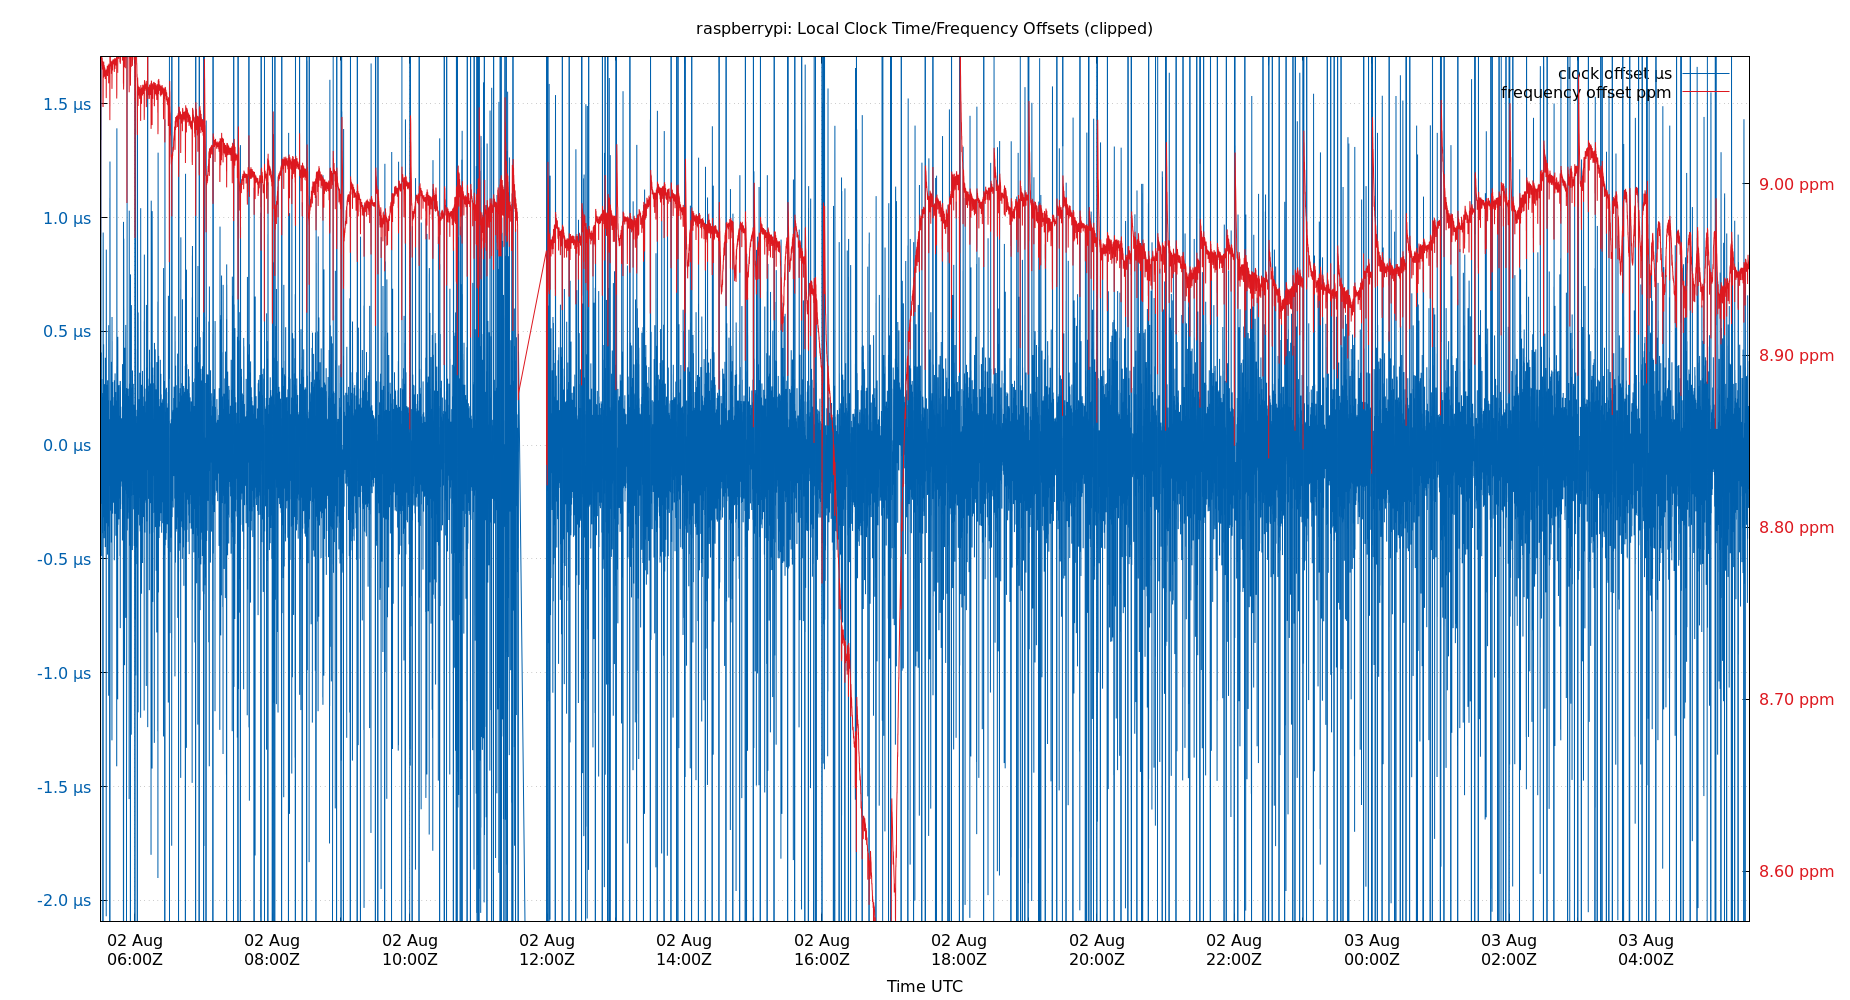 raspberrypi: Local Clock Time/Frequency Offsets (clipped)
clock offset µs
frequency offset ppm
1.5 µs
1.0 µs
0.5 µs
0.0 µs
-0.5 µs
-1.0 µs
-1.5 µs
-2.0 µs
9.00 ppm
8.90 ppm
8.80 ppm
8.70 ppm
8.60 ppm
02 Aug 02 Aug 02 Aug 02 Aug 02 Aug 02 Aug 02 Aug 02 Aug 02 Aug 03 Aug 03 Aug 03 Aug
06:00Z 08:00Z 10:00Z 12:00Z 14:00Z 16:00Z 18:00Z 20:00Z 22:00Z 00:00Z 02:00Z 04:00Z
Time UTC